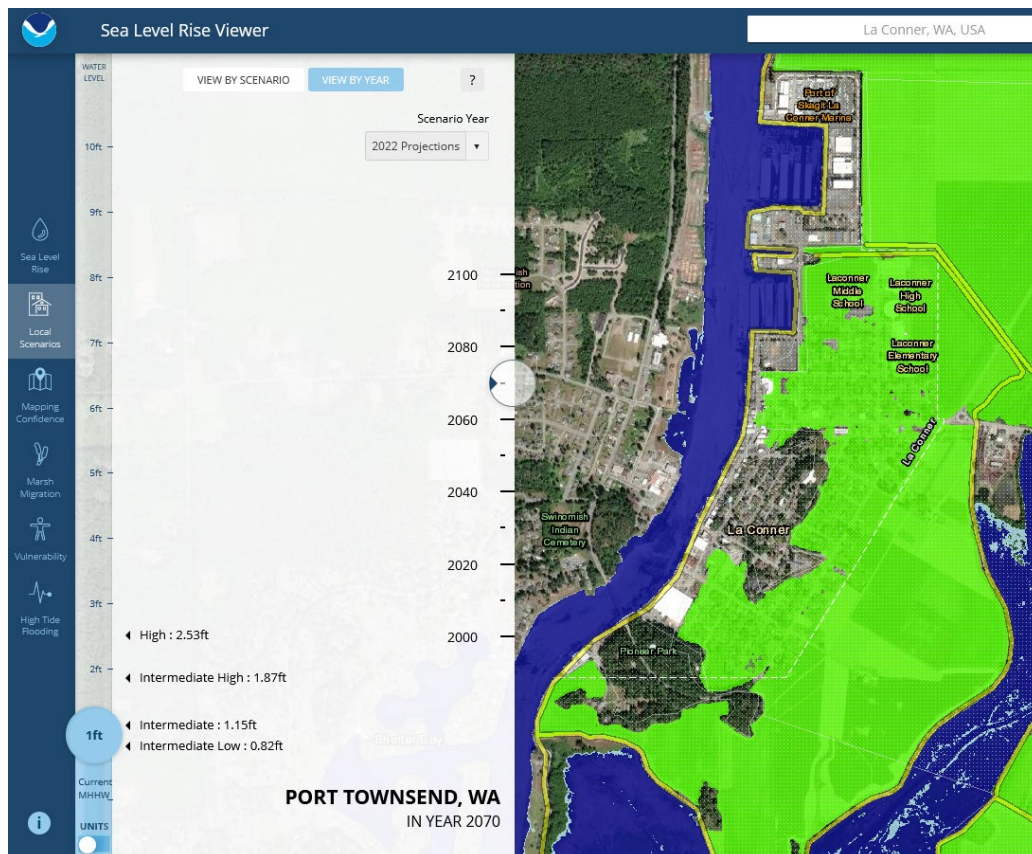 Sea Level Rise Viewer
La Conner, WA, USA
WATER
LEVEL
VIEW BY SCENARIO
VIEW BY YEAR
?
Scenario Year
2022 Projections
10ft
9ft
8ft
7ft
6ft
5ft
4ft
3ft
2ft
1ft
Current
MHHW
UNITS
Sea Level
Rise
Local
Scenarios
Mapping
Confidence
Marsh
Migration
Vulnerability
High Tide
Flooding
i
2100
2080
2060
2040
2020
2000
High : 2.53ft
Intermediate High : 1.87ft
Intermediate : 1.15ft
Intermediate Low : 0.82ft
Shelter Bay
PORT TOWNSEND, WA
IN YEAR 2070
Port of
Skagit La
Conner Marina
Laconner
Middle
School
Laconner
High
School
Laconner
Elementary
School
La Conner
La Conner
Swinomish
Indian
Cemetery
Pioneer Park